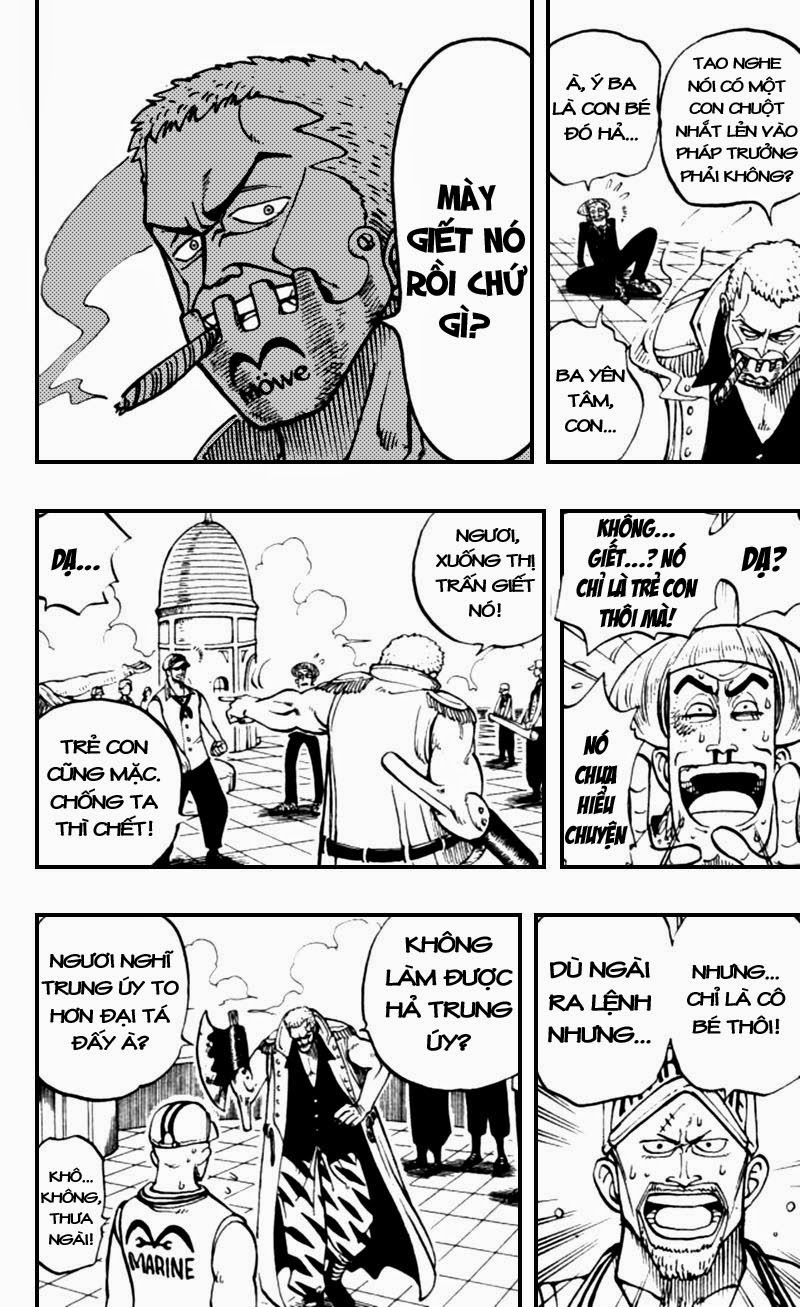 TAO NGHE
NÓI CÓ MỘT
CON CHUỘT
NHẮT LẺN VÀO
PHÁP TRƯỞNG
PHẢI KHÔNG?
À, Ý BA
LÀ CON BÉ
ĐÓ HẢ...
BA YÊN
TÂM,
CON...
MÀY
GIẾT NÓ
RỒI CHỨ
GÌ?
MÖWE
DẠ?
KHÔNG...
GIẾT...? NÓ
CHỈ LÀ TRẺ CON
THÔI MÀ!
NÓ
CHƯA
HIỂU
CHUYỆN
NGƯƠI,
XUỐNG THỊ
TRẤN GIẾT
NÓ!
DẠ...
TRẺ CON
CŨNG MẶC.
CHỐNG TA
THÌ CHẾT!
NHƯNG...
CHỈ LÀ CÔ
BÉ THÔI!
DÙ NGÀI
RA LỆNH
NHƯNG...
KHÔNG
LÀM ĐƯỢC
HẢ TRUNG
ÚY?
NGƯƠI NGHĨ
TRUNG ÚY TO
HƠN ĐẠI TÁ
ĐẤY À?
KHÔ...
KHÔNG,
THƯA
NGÀI!
MARINE